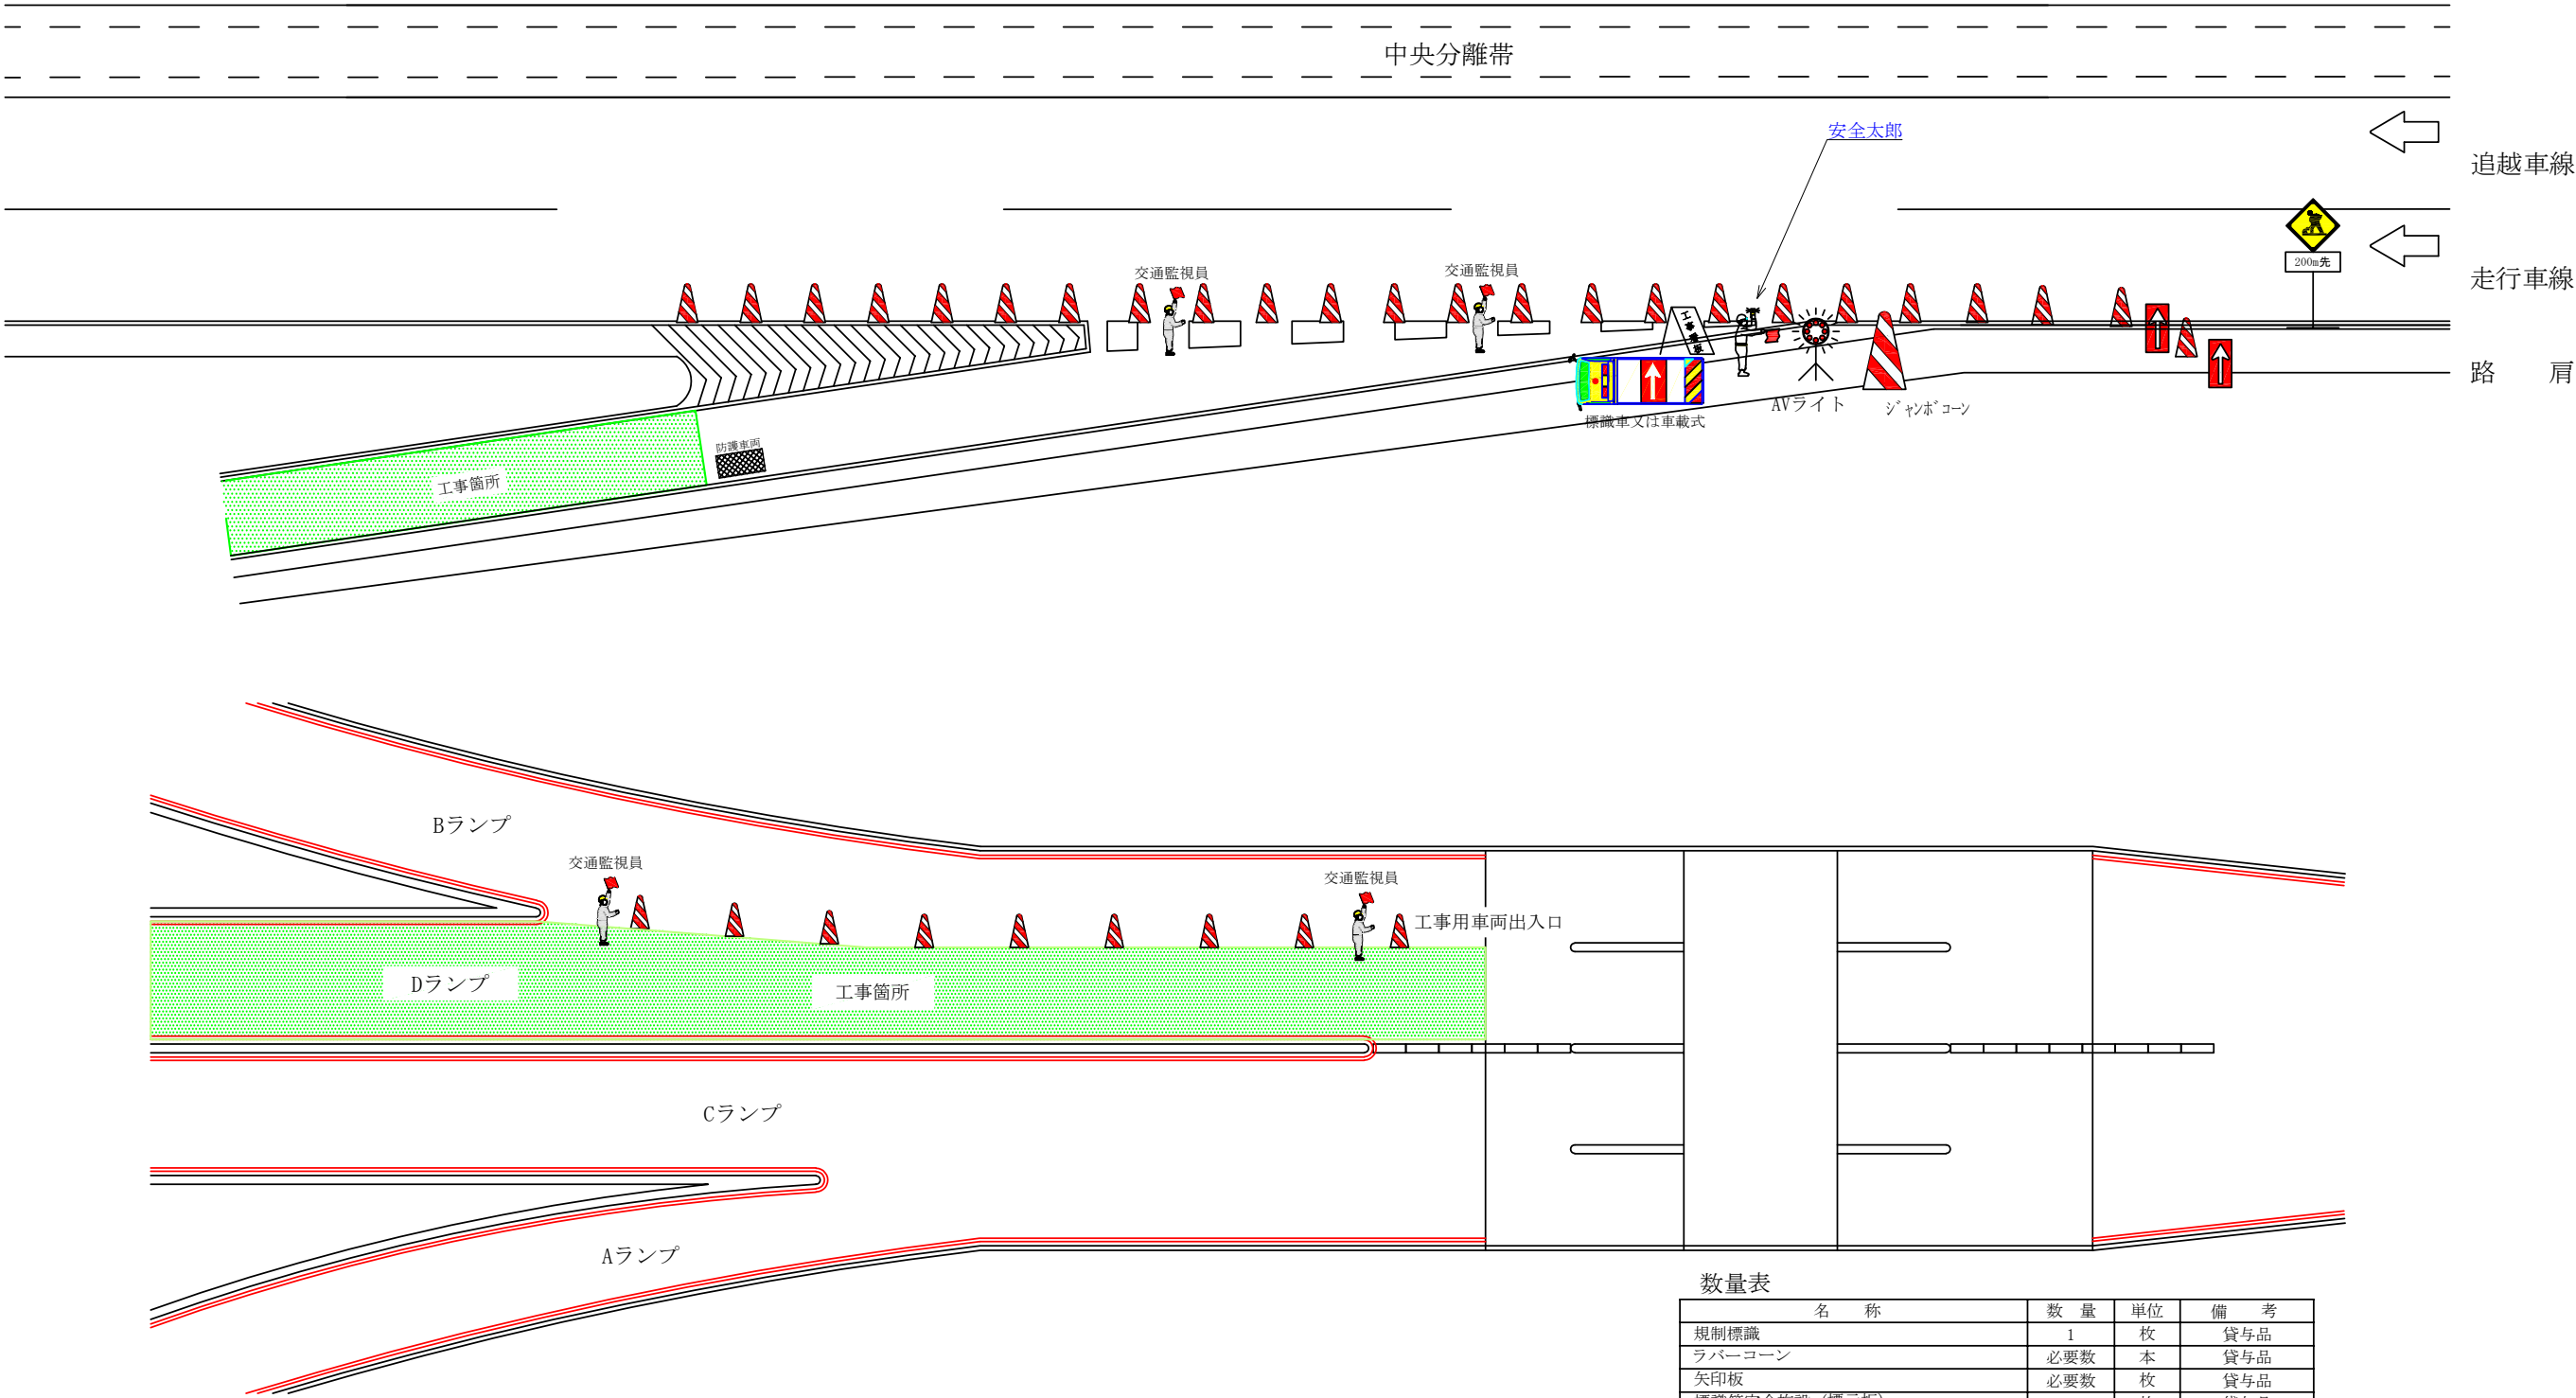 中央分離帯
安全太郎
追越車線
200m先
走行車線
交通監視員
交通監視員
路　肩
標識車又は車載式
AVライト
ジャンボコーン
防護車両
工事箇所
Bランプ
交通監視員
交通監視員
工事用車両出入口
Dランプ
工事箇所
Cランプ
Aランプ
数量表
名　称 数　量 単位 備　考
規制標識 1 枚 貸与品
ラバーコーン 必要数 本 貸与品
矢印板 必要数 枚 貸与品